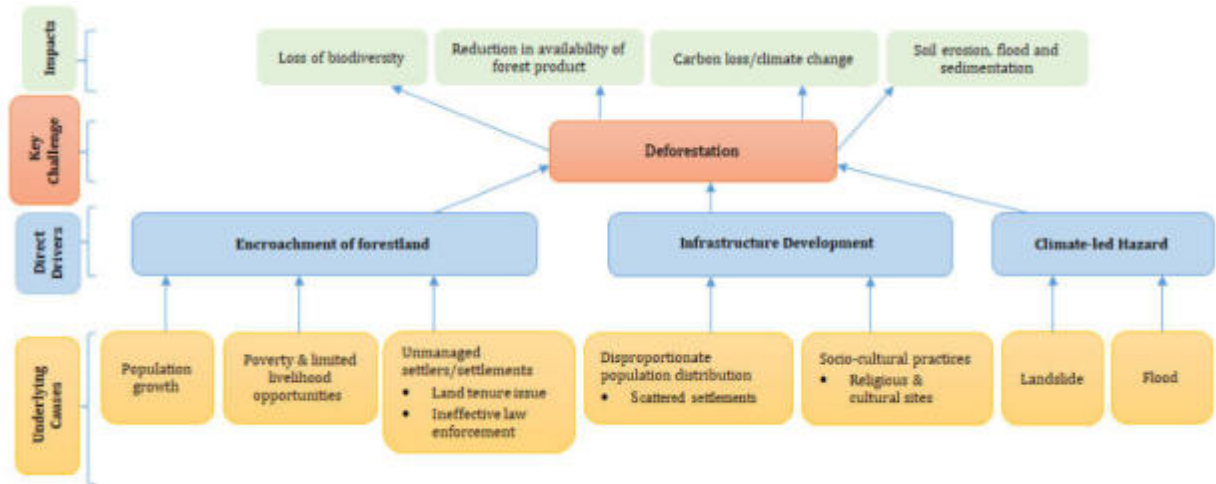 Impacts
Loss of biodiversity
Reduction in availability of
forest product
Carbon loss/climate change
Soil erosion, flood and
sedimentation
Key
Challenge
Deforestation
Direct
Drivers
Encroachment of forestland
Infrastructure Development
Climate-led Hazard
Underlying
Causes
Population
growth
Poverty & limited
livelihood
opportunities
Unmanaged
settlers/settlements
• Land tenure issue
• Ineffective law
enforcement
Disproportionate
population distribution
• Scattered settlements
Socio-cultural practices
• Religious &
cultural sites
Landslide
Flood